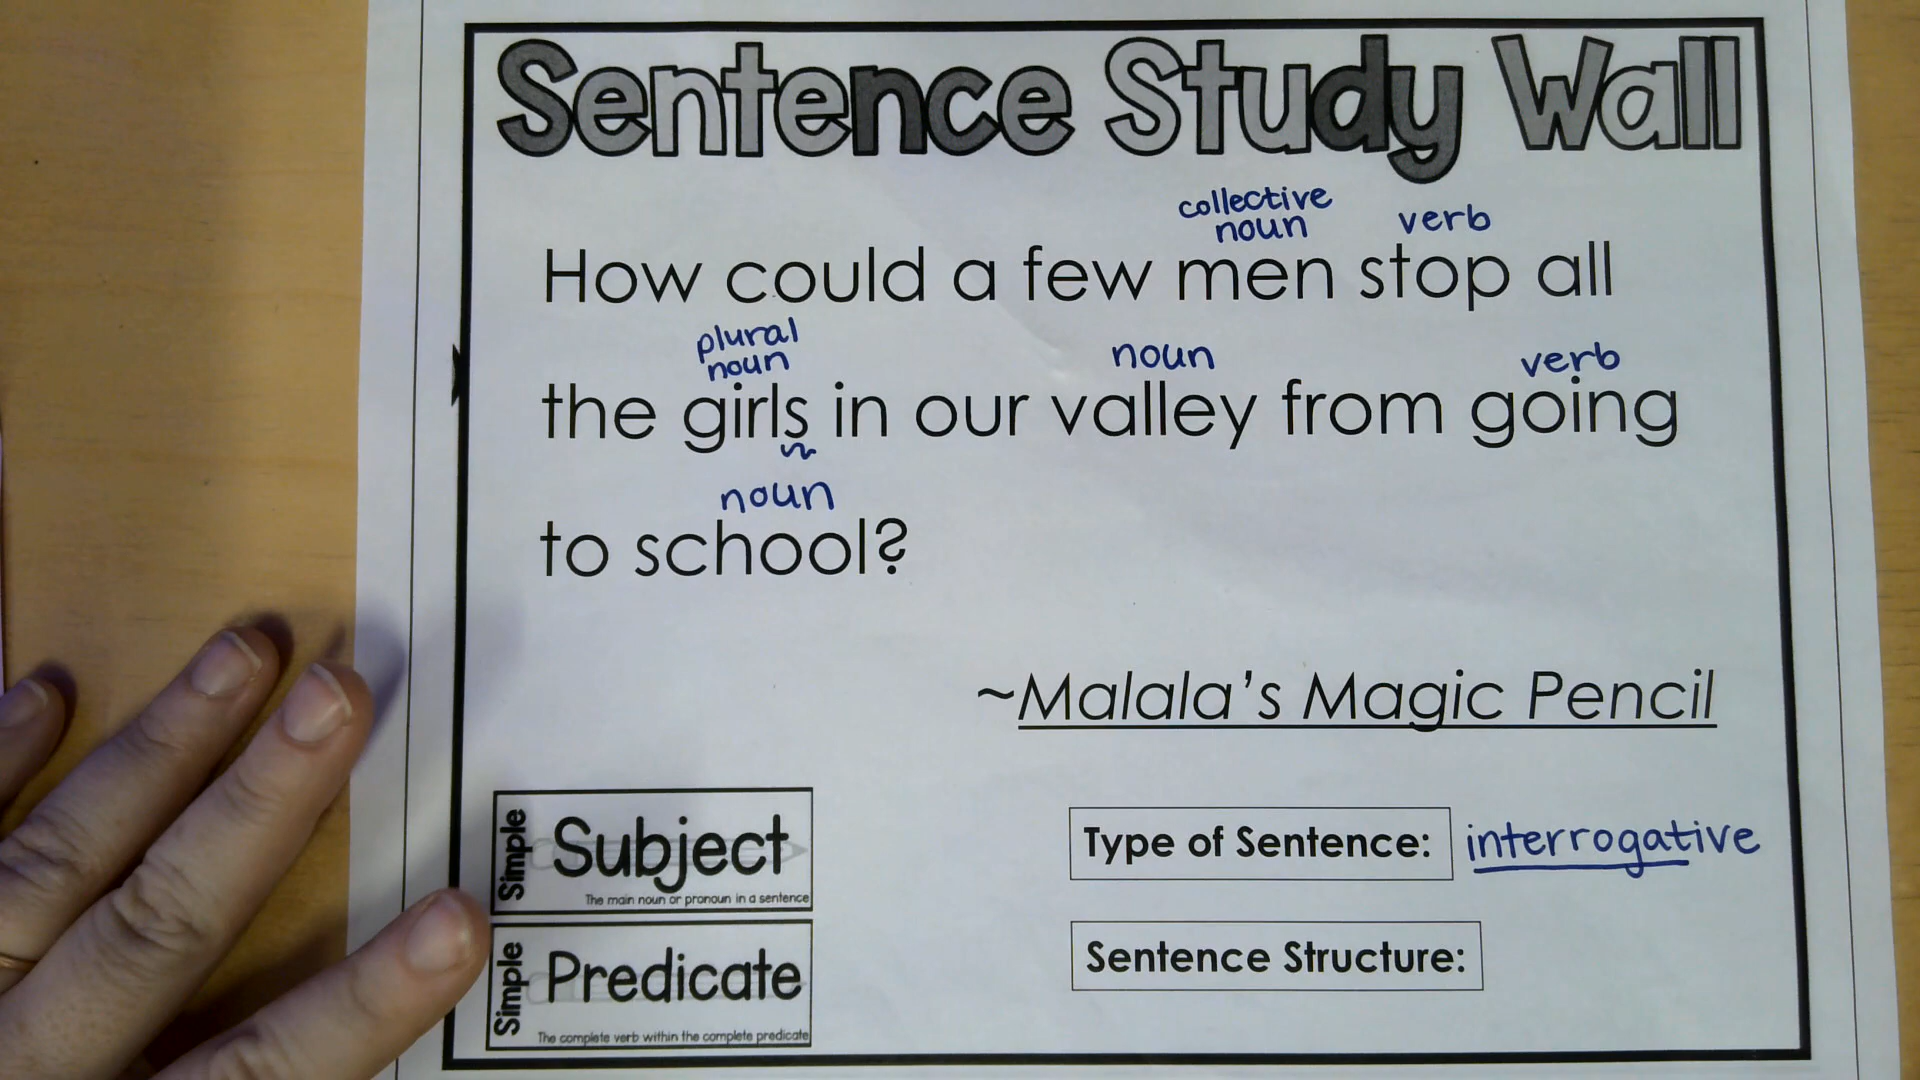 Sentence Study Wall
collective
noun verb
How could a few men stop all
plural
noun noun verb
the girls in our valley from going
noun
to school?
~Malala's Magic Pencil
Simple Subject
The main noun or pronoun in a sentence
Simple Predicate
The complete verb within the complete predicate
Type of Sentence: interrogative
Sentence Structure: